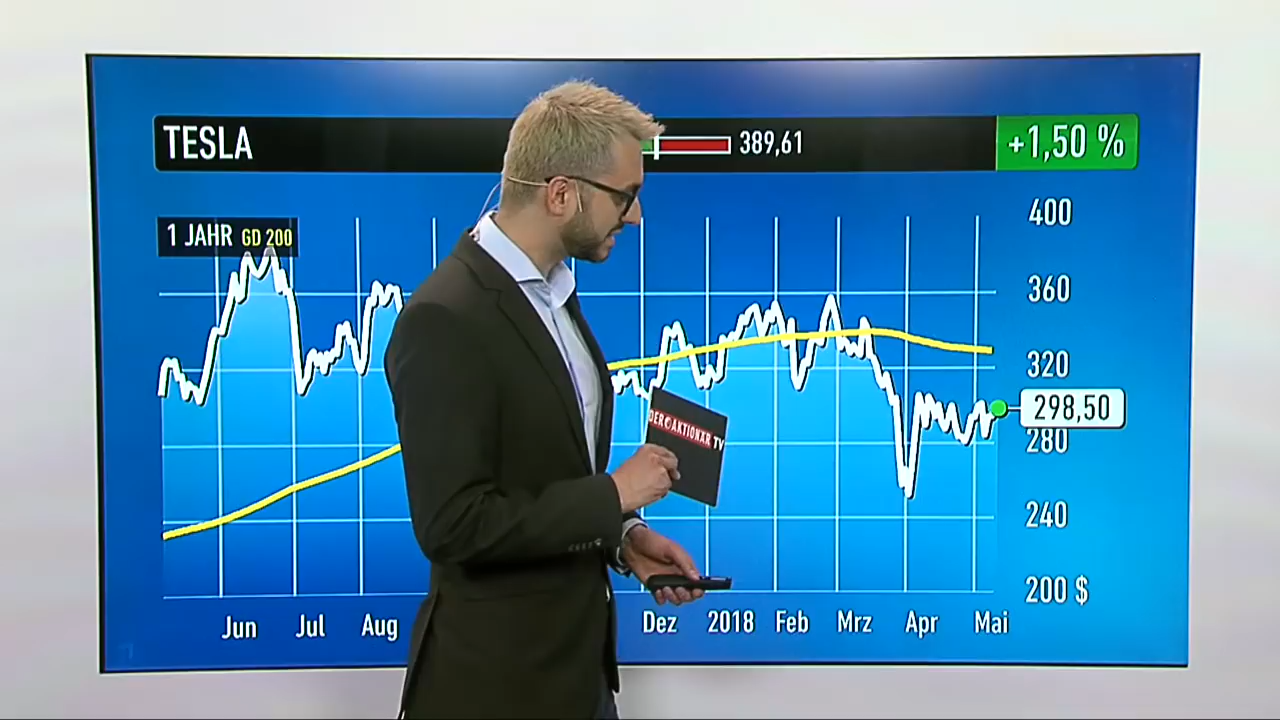 TESLA
389,61
+1,50 %
1 JAHR GD 200
400
360
320
298,50
280
240
200 $
DER AKTIONÄR TV
Jun Jul Aug Dez 2018 Feb Mrz Apr Mai